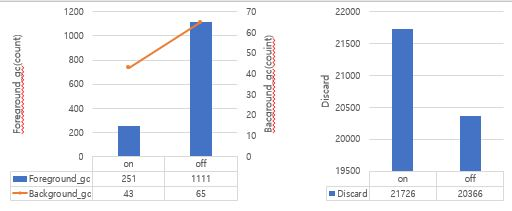 Foreground_gc(count)
1200
1000
800
600
400
200
0
70
60
50
40
30
20
10
0
Bacground_gc(count)
on off
Foreground_gc 251 1111
Background_gc 43 65
Discard
22000
21500
21000
20500
20000
19500
on off
Discard 21726 20366